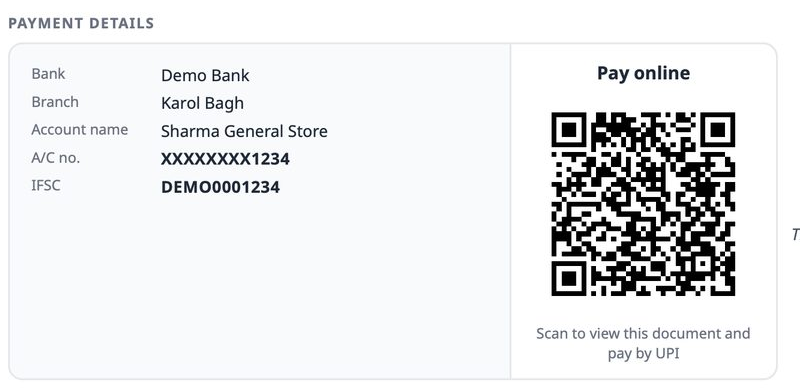 PAYMENT DETAILS
Bank Demo Bank
Branch Karol Bagh
Account name Sharma General Store
A/C no. XXXXXXXX1234
IFSC DEMO0001234
Pay online
Scan to view this document and
pay by UPI